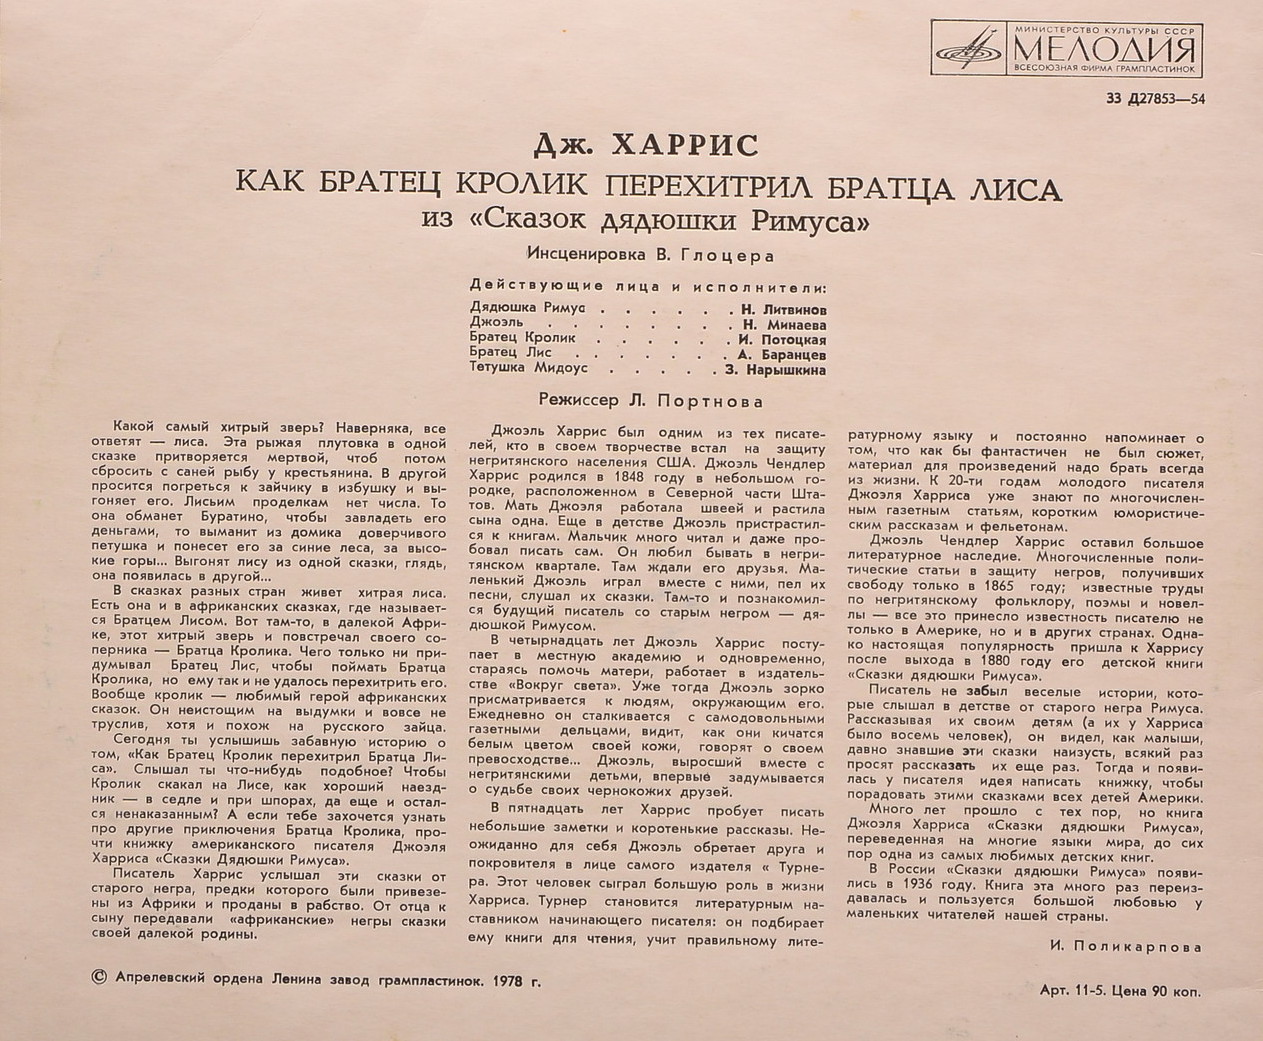 МИНИСТЕРСТВО КУЛЬТУРЫ СССР
МЕЛОДИЯ
ВСЕСОЮЗНАЯ ФИРМА ГРАМПЛАСТИНОК
33 Д27853—54
Дж. ХАРРИС
КАК БРАТЕЦ КРОЛИК ПЕРЕХИТРИЛ БРАТЦА ЛИСА
из «Сказок дядюшки Римуса»
Инсценировка В. Глоцера
Действующие лица и исполнители:
Дядюшка Римус . . . . . . Н. Литвинов
Джоэль . . . . . . . . Н. Минаева
Братец Кролик . . . . . . И. Потоцкая
Братец Лис . . . . . . . А. Баранцев
Тетушка Мидоус . . . . . З. Нарышкина
Режиссер Л. Портнова
Какой самый хитрый зверь? Наверняка, все
ответят — лиса. Эта рыжая плутовка в одной
сказке притворяется мертвой, чтоб потом
сбросить с саней рыбу у крестьянина. В другой
просится погреться к зайчику в избушку и вы-
гоняет его. Лисьим проделкам нет числа. То
она обманет Буратино, чтобы завладеть его
деньгами, то выманит из домика доверчивого
петушка и понесет его за синие леса, за высо-
кие горы... Выгонят лису из одной сказки, глядь,
она появилась в другой...
В сказках разных стран живет хитрая лиса.
Есть она и в африканских сказках, где называет-
ся Братцем Лисом. Вот там-то, в далекой Афри-
ке, этот хитрый зверь и повстречал своего со-
перника — Братца Кролика. Чего только ни при-
думывал Братец Лис, чтобы поймать Братца
Кролика, но ему так и не удалось перехитрить его.
Вообще кролик — любимый герой африканских
сказок. Он неистощим на выдумки и вовсе не
труслив, хотя и похож на русского зайца.
Сегодня ты услышишь забавную историю о
том, «Как Братец Кролик перехитрил Братца Ли-
са». Слышал ты что-нибудь подобное? Чтобы
Кролик скакал на Лисе, как хороший наезд-
ник — в седле и при шпорах, да еще и остал-
ся ненаказанным? А если тебе захочется узнать
про другие приключения Братца Кролика, про-
чти книжку американского писателя Джоэля
Харриса «Сказки Дядюшки Римуса».
Писатель Харрис услышал эти сказки от
старого негра, предки которого были привезе-
ны из Африки и проданы в рабство. От отца к
сыну передавали «африканские» негры сказки
своей далекой родины.
Джоэль Харрис был одним из тех писате-
лей, кто в своем творчестве встал на защиту
негритянского населения США. Джоэль Чендлер
Харрис родился в 1848 году в небольшом го-
родке, расположенном в Северной части Шта-
тов. Мать Джоэля работала швеей и растила
сына одна. Еще в детстве Джоэль пристрастил-
ся к книгам. Мальчик много читал и даже про-
бовал писать сам. Он любил бывать в негри-
тянском квартале. Там ждали его друзья. Ма-
ленький Джоэль играл вместе с ними, пел их
песни, слушал их сказки. Там-то и познакомил-
ся будущий писатель со старым негром — дя-
дюшкой Римусом.
В четырнадцать лет Джоэль Харрис посту-
пает в местную академию и одновременно,
стараясь помочь матери, работает в издатель-
стве «Вокруг света». Уже тогда Джоэль зорко
присматривается к людям, окружающим его.
Ежедневно он сталкивается с самодовольными
газетными дельцами, видит, как они кичатся
белым цветом своей кожи, говорят о своем
превосходстве... Джоэль, выросший вместе с
негритянскими детьми, впервые задумывается
о судьбе своих чернокожих друзей.
В пятнадцать лет Харрис пробует писать
небольшие заметки и коротенькие рассказы. Не-
ожиданно для себя Джоэль обретает друга и
покровителя в лице самого издателя « Турне-
ра. Этот человек сыграл большую роль в жизни
Харриса. Турнер становится литературным на-
ставником начинающего писателя: он подбирает
ему книги для чтения, учит правильному лите-
ратурному языку и постоянно напоминает о
том, что как бы фантастичен не был сюжет,
материал для произведений надо брать всегда
из жизни. К 20-ти годам молодого писателя
Джоэля Харриса уже знают по многочислен-
ным газетным статьям, коротким юмористиче-
ским рассказам и фельетонам.
Джоэль Чендлер Харрис оставил большое
литературное наследие. Многочисленные поли-
тические статьи в защиту негров, получивших
свободу только в 1865 году; известные труды
по негритянскому фольклору, поэмы и новел-
лы — все это принесло известность писателю не
только в Америке, но и в других странах. Одна-
ко настоящая популярность пришла к Харрису
после выхода в 1880 году его детской книги
«Сказки дядюшки Римуса».
Писатель не забыл веселые истории, кото-
рые слышал в детстве от старого негра Римуса.
Рассказывая их своим детям (а их у Харриса
было восемь человек), он видел, как малыши,
давно знавшие эти сказки наизусть, всякий раз
просят рассказать их еще раз. Тогда и появи-
лась у писателя идея написать книжку, чтобы
порадовать этими сказками всех детей Америки.
Много лет прошло с тех пор, но книга
Джоэля Харриса «Сказки дядюшки Римуса»,
переведенная на многие языки мира, до сих
пор одна из самых любимых детских книг.
В России «Сказки дядюшки Римуса» появи-
лись в 1936 году. Книга эта много раз переиз-
давалась и пользуется большой любовью у
маленьких читателей нашей страны.
И. Поликарпова
© Апрелевский ордена Ленина завод грампластинок. 1978 г.
Арт. 11-5. Цена 90 коп.